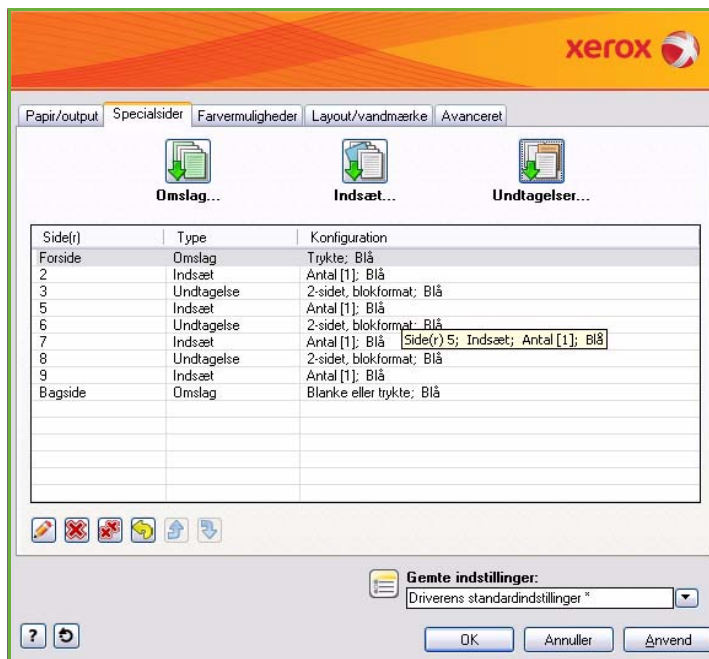 xerox
Papir/output Specialsider Farvermuligheder Layout/vandmærke Avanceret
Omslag... Indsæt... Undtagelser...
Side(r) Type Konfiguration
Forside Omslag Trykte; Blå
2 Indsæt Antal [1]; Blå
3 Undtagelse 2-sidet, blokformat; Blå
5 Indsæt Antal [1]; Blå
6 Undtagelse 2-sidet, blokformat; Blå
7 Indsæt Antal [1]; Blå Side(r) 5; Indsæt; Antal [1]; Blå
8 Undtagelse 2-sidet, blokformat; Blå
9 Indsæt Antal [1]; Blå
Bagside Omslag Blanke eller trykte; Blå
Gemte indstillinger:
Driverens standardindstillinger *
? OK Annuller Anvend